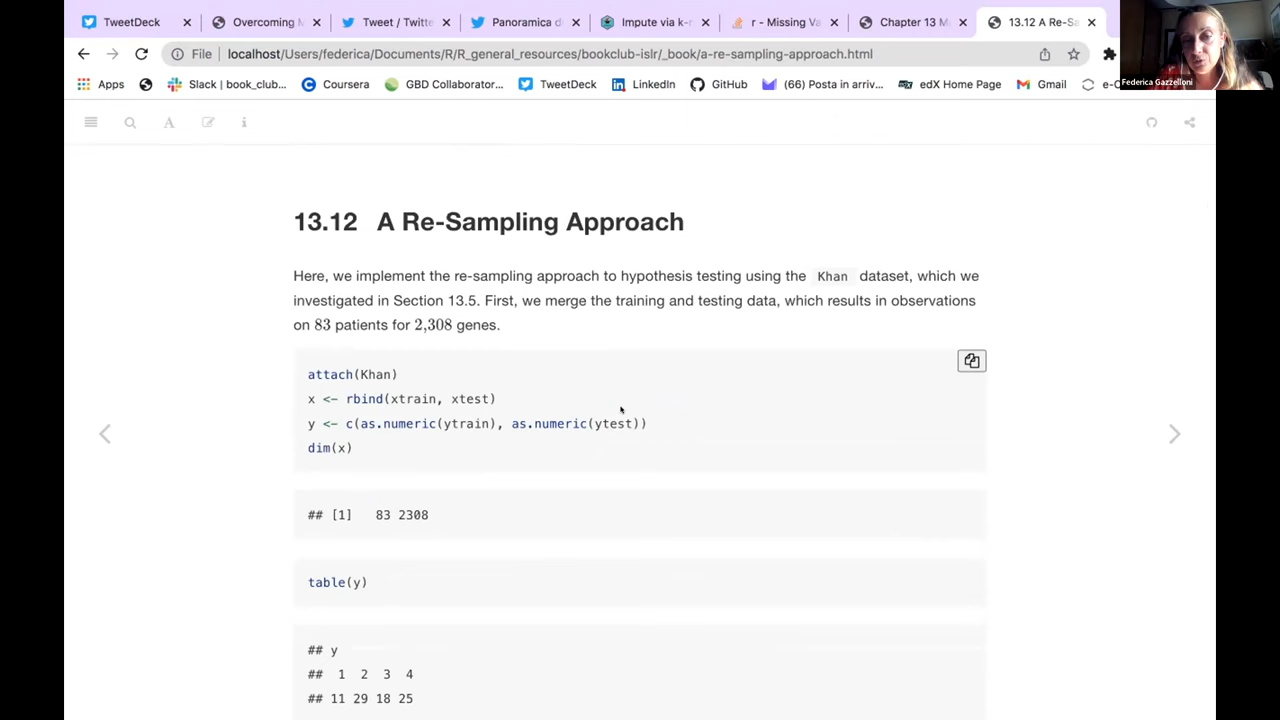 TweetDeck
Overcoming M
Tweet / Twitte
Panoramica d
Impute via k-r
r - Missing Va
Chapter 13 M
13.12 A Re-Sa
File localhost/Users/federica/Documents/R/R_general_resources/bookclub-islr/_book/a-re-sampling-approach.html
Apps
Slack | book_club...
Coursera
GBD Collaborator...
TweetDeck
LinkedIn
GitHub
(66) Posta in arriv...
edX Home Page
Gmail
e-C
Federica Gazzelloni
13.12 A Re-Sampling Approach
Here, we implement the re-sampling approach to hypothesis testing using the Khan dataset, which we
investigated in Section 13.5. First, we merge the training and testing data, which results in observations
on 83 patients for 2,308 genes.
attach(Khan)
x <- rbind(xtrain, xtest)
y <- c(as.numeric(ytrain), as.numeric(ytest))
dim(x)
## [1] 83 2308
table(y)
## y
## 1 2 3 4
## 11 29 18 25